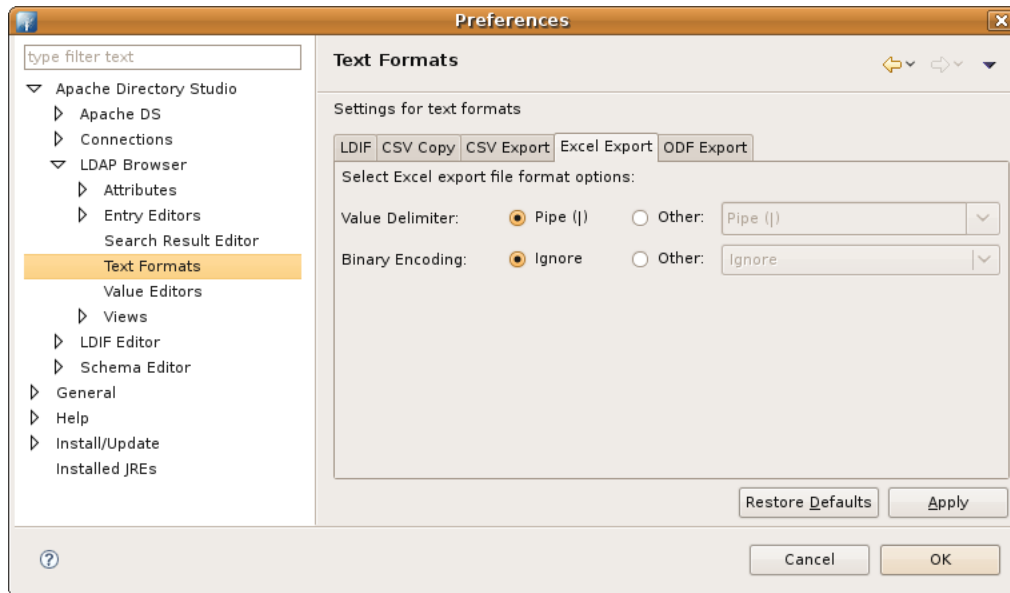 Preferences
type filter text
Apache Directory Studio
Apache DS
Connections
LDAP Browser
Attributes
Entry Editors
Search Result Editor
Text Formats
Value Editors
Views
LDIF Editor
Schema Editor
General
Help
Install/Update
Installed JREs
Text Formats
Settings for text formats
LDIF CSV Copy CSV Export Excel Export ODF Export
Select Excel export file format options:
Value Delimiter: Pipe (|) Other: Pipe (|)
Binary Encoding: Ignore Other: Ignore
Restore Defaults Apply
? Cancel OK